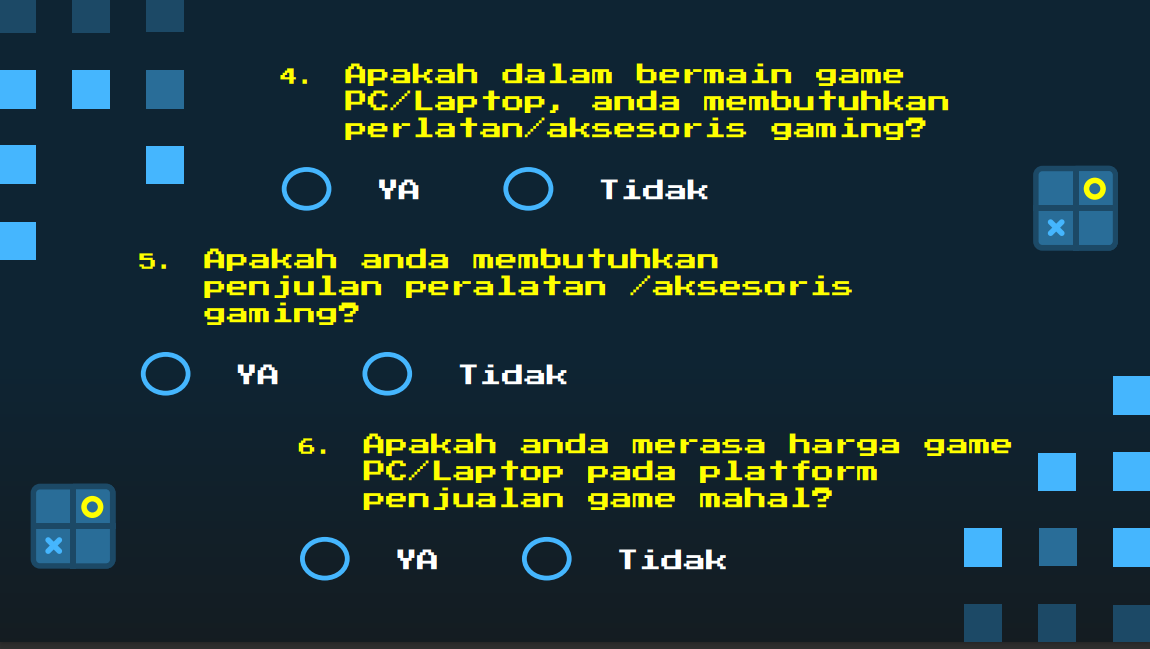 4. Apakah dalam bermain game
PC/Laptop, anda membutuhkan
perlatan/aksesoris gaming?
YA Tidak
5. Apakah anda membutuhkan
penjulan peralatan /aksesoris
gaming?
YA Tidak
6. Apakah anda merasa harga game
PC/Laptop pada platform
penjualan game mahal?
YA Tidak